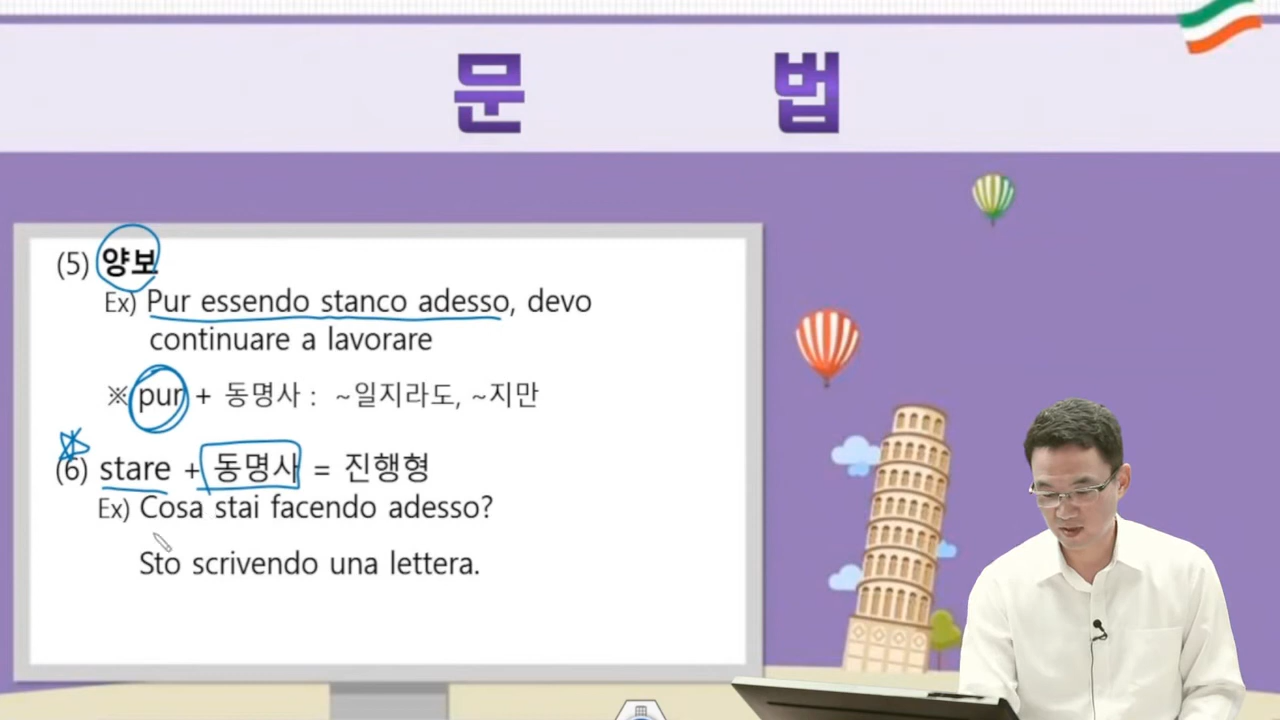 문 법
(5) 양보
Ex) Pur essendo stanco adesso, devo
continuare a lavorare
※ pur + 동명사 : ~일지라도, ~지만
(6) stare + 동명사 = 진행형
Ex) Cosa stai facendo adesso?
Sto scrivendo una lettera.